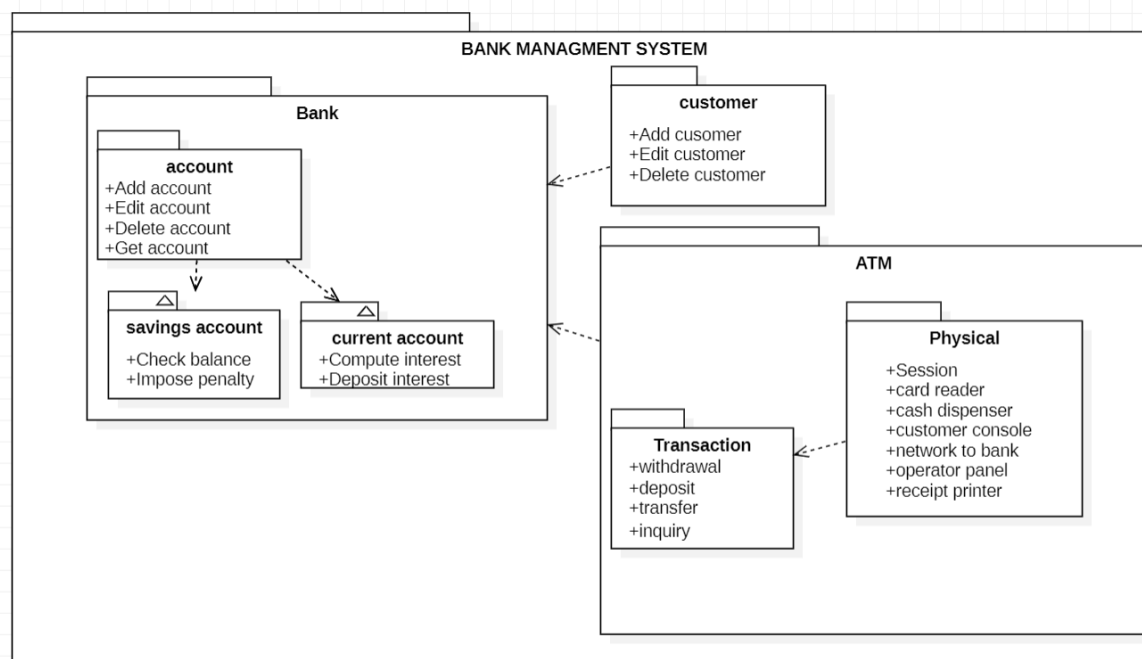 BANK MANAGMENT SYSTEM
Bank
account
+Add account
+Edit account
+Delete account
+Get account
savings account
+Check balance
+Impose penalty
current account
+Compute interest
+Deposit interest
customer
+Add cusomer
+Edit customer
+Delete customer
ATM
Transaction
+withdrawal
+deposit
+transfer
+inquiry
Physical
+Session
+card reader
+cash dispenser
+customer console
+network to bank
+operator panel
+receipt printer